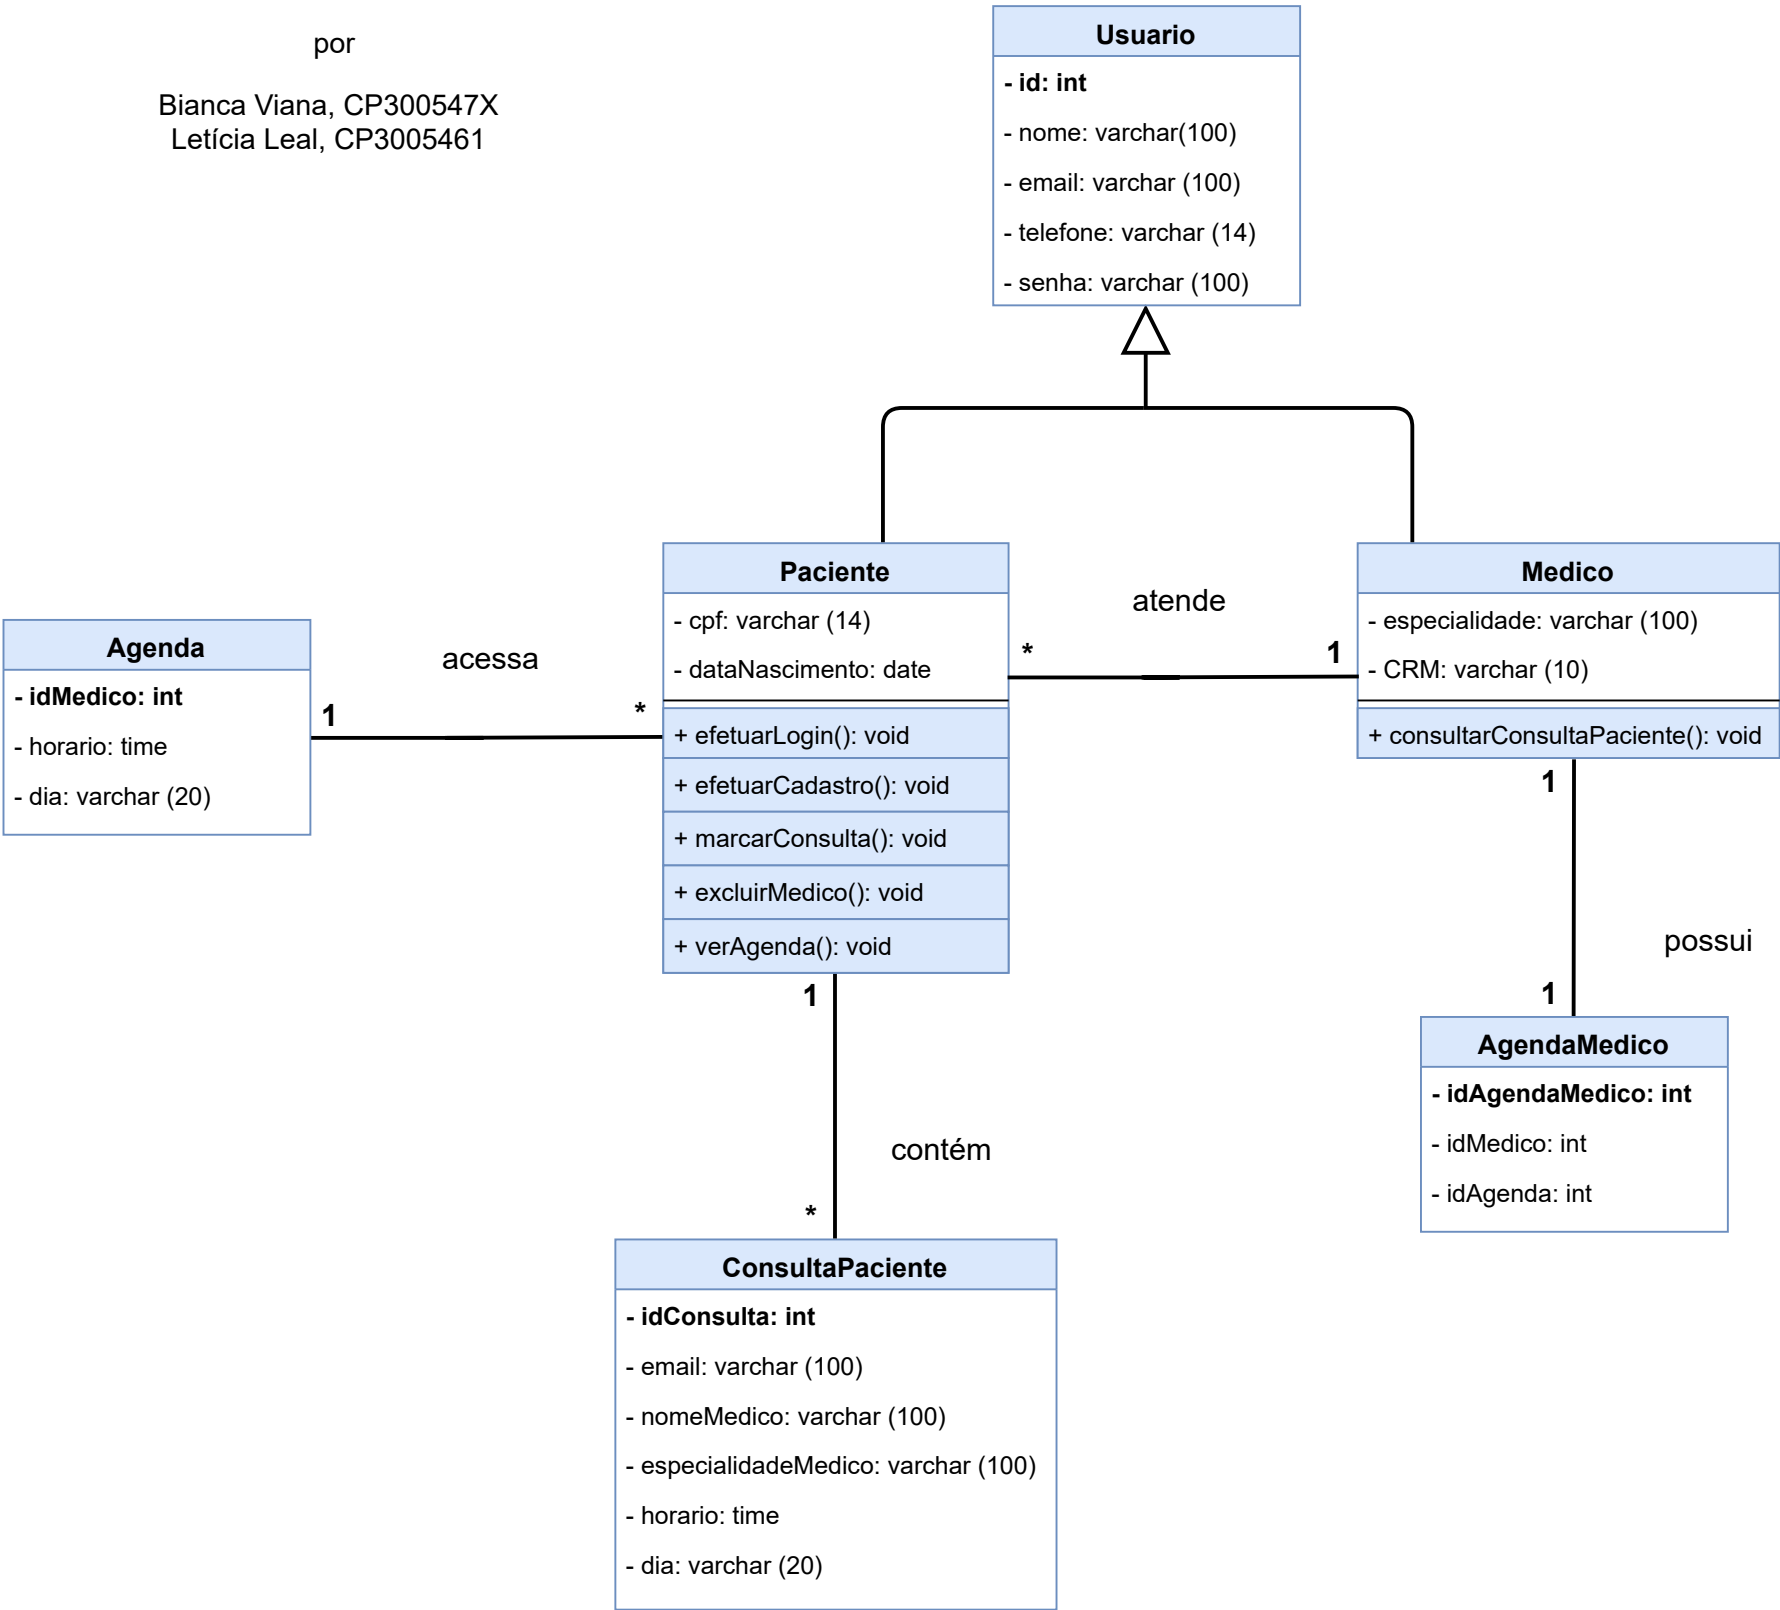 por
Bianca Viana, CP300547X
Letícia Leal, CP3005461
Usuario
- id: int
- nome: varchar(100)
- email: varchar (100)
- telefone: varchar (14)
- senha: varchar (100)
Paciente
- cpf: varchar (14)
- dataNascimento: date
+ efetuarLogin(): void
+ efetuarCadastro(): void
+ marcarConsulta(): void
+ excluirMedico(): void
+ verAgenda(): void
atende
*
1
Medico
- especialidade: varchar (100)
- CRM: varchar (10)
+ consultarConsultaPaciente(): void
Agenda
- idMedico: int
- horario: time
- dia: varchar (20)
acessa
1
*
1
possui
1
AgendaMedico
- idAgendaMedico: int
- idMedico: int
- idAgenda: int
1
contém
*
ConsultaPaciente
- idConsulta: int
- email: varchar (100)
- nomeMedico: varchar (100)
- especialidadeMedico: varchar (100)
- horario: time
- dia: varchar (20)